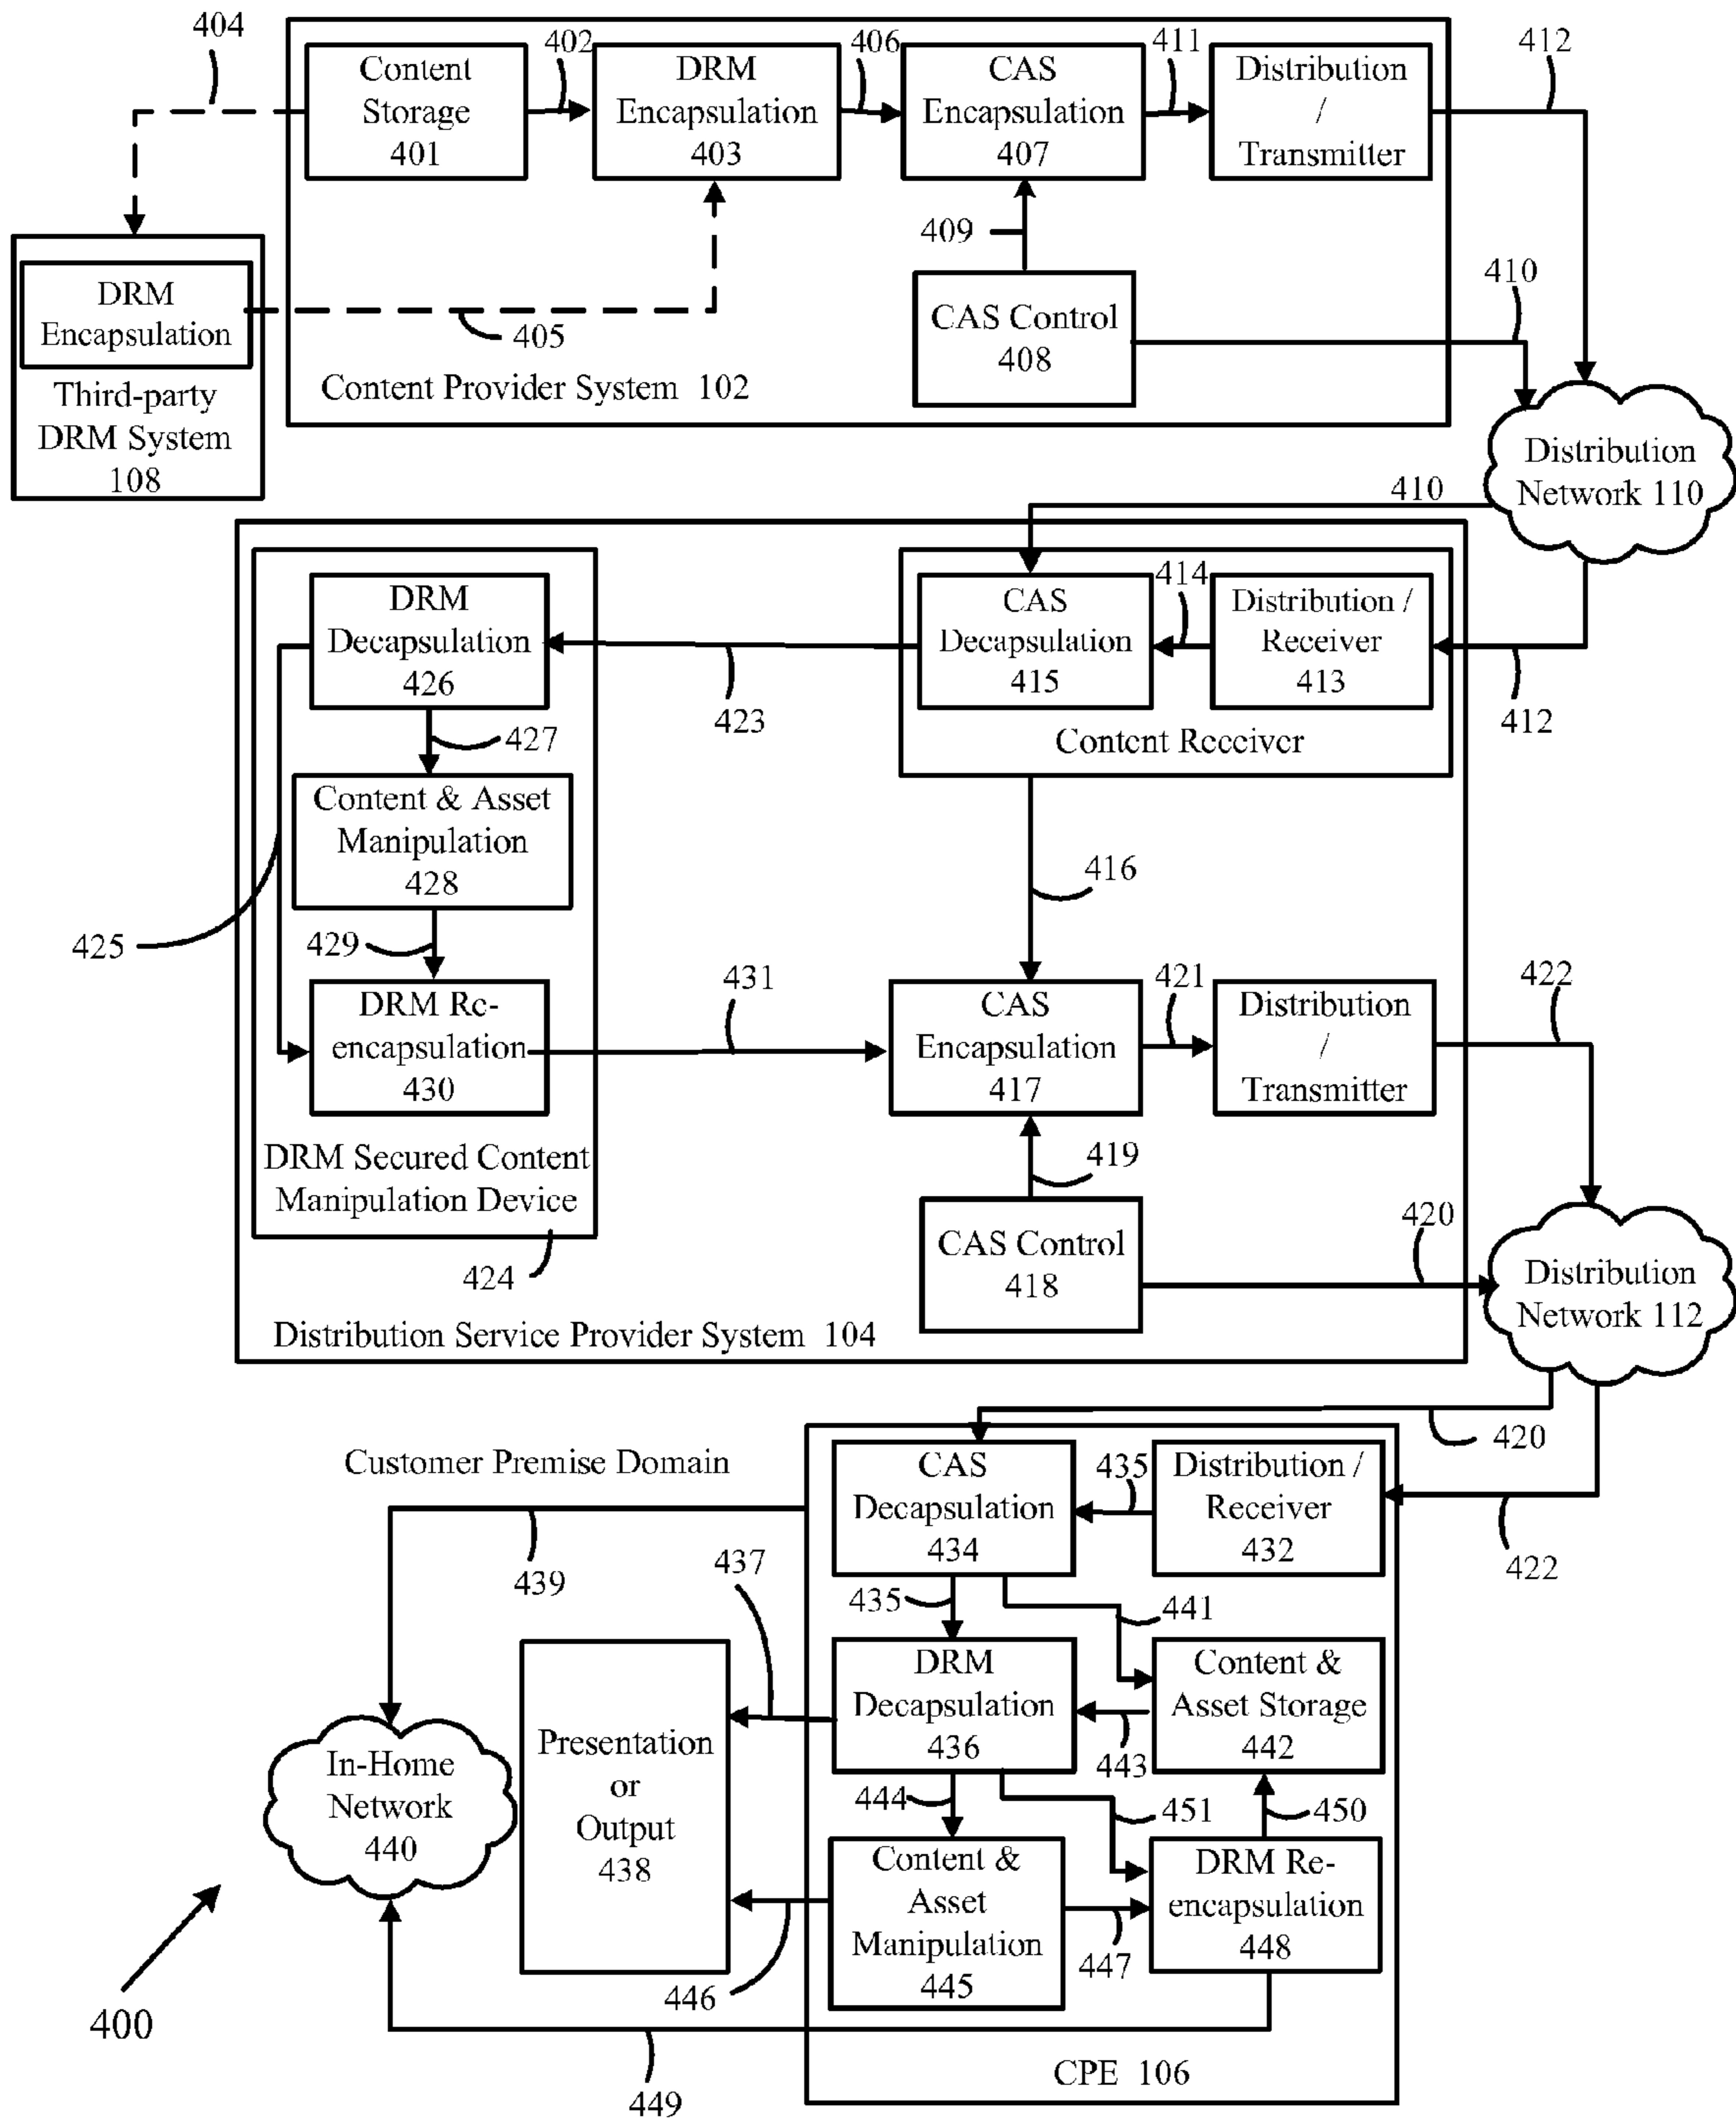 404
402
406
411
412
Content
Storage
401
DRM
Encapsulation
403
CAS
Encapsulation
407
Distribution
/
Transmitter
409
410
DRM
Encapsulation
405
CAS Control
408
Third-party
DRM System
108
Content Provider System 102
Distribution
Network 110
410
DRM
Decapsulation
426
CAS
Decapsulation
415
414
Distribution /
Receiver
413
423
412
427
Content Receiver
Content & Asset
Manipulation
428
416
425
429
431
421
422
DRM Re-
encapsulation
430
CAS
Encapsulation
417
Distribution
/
Transmitter
DRM Secured Content
Manipulation Device
419
424
CAS Control
418
420
Distribution
Network 112
Distribution Service Provider System 104
420
Customer Premise Domain
CAS
Decapsulation
434
435
Distribution /
Receiver
432
422
439
437
435
441
DRM
Decapsulation
436
Content &
Asset Storage
442
443
In-Home
Network
440
Presentation
or
Output
438
444
451
450
Content &
Asset
Manipulation
445
DRM Re-
encapsulation
448
446
447
400
449
CPE 106